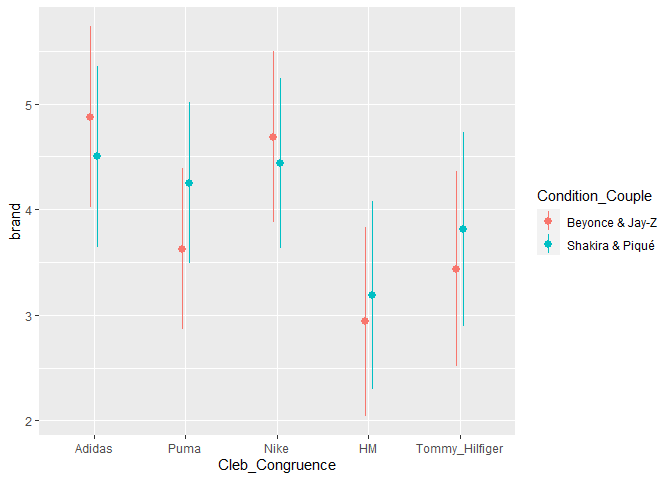 brand
5
4
3
2
Adidas Puma Nike HM Tommy_Hilfiger
Cleb_Congruence
Condition_Couple
Beyonce & Jay-Z
Shakira & Piqué